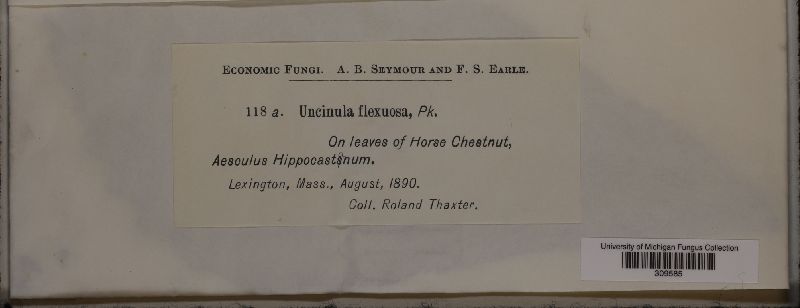 Economic Fungi. A. B. Seymour and F. S. Earle.
118 a. Uncinula flexuosa, Pk.
On leaves of Horse Chestnut,
Aesculus Hippocastanum.
Lexington, Mass., August, 1890.
Coll. Roland Thaxter.
University of Michigan Fungus Collection
309585